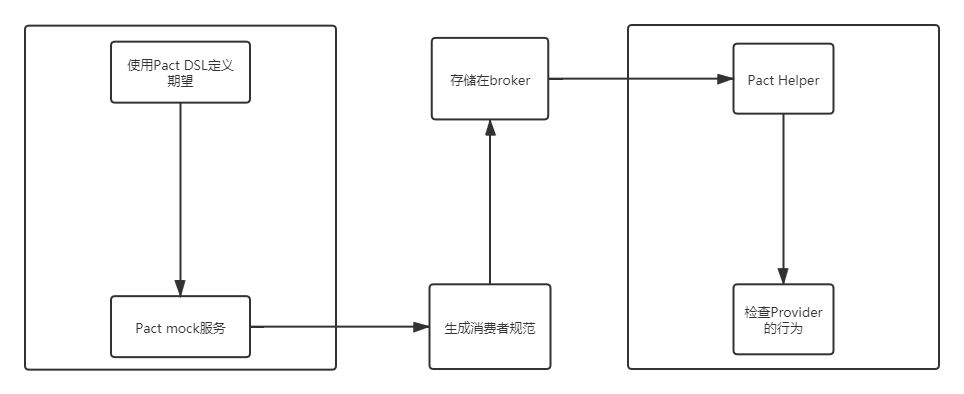 使用Pact DSL定义
期望
Pact mock服务
生成消费者规范
存储在broker
Pact Helper
检查Provider
的行为